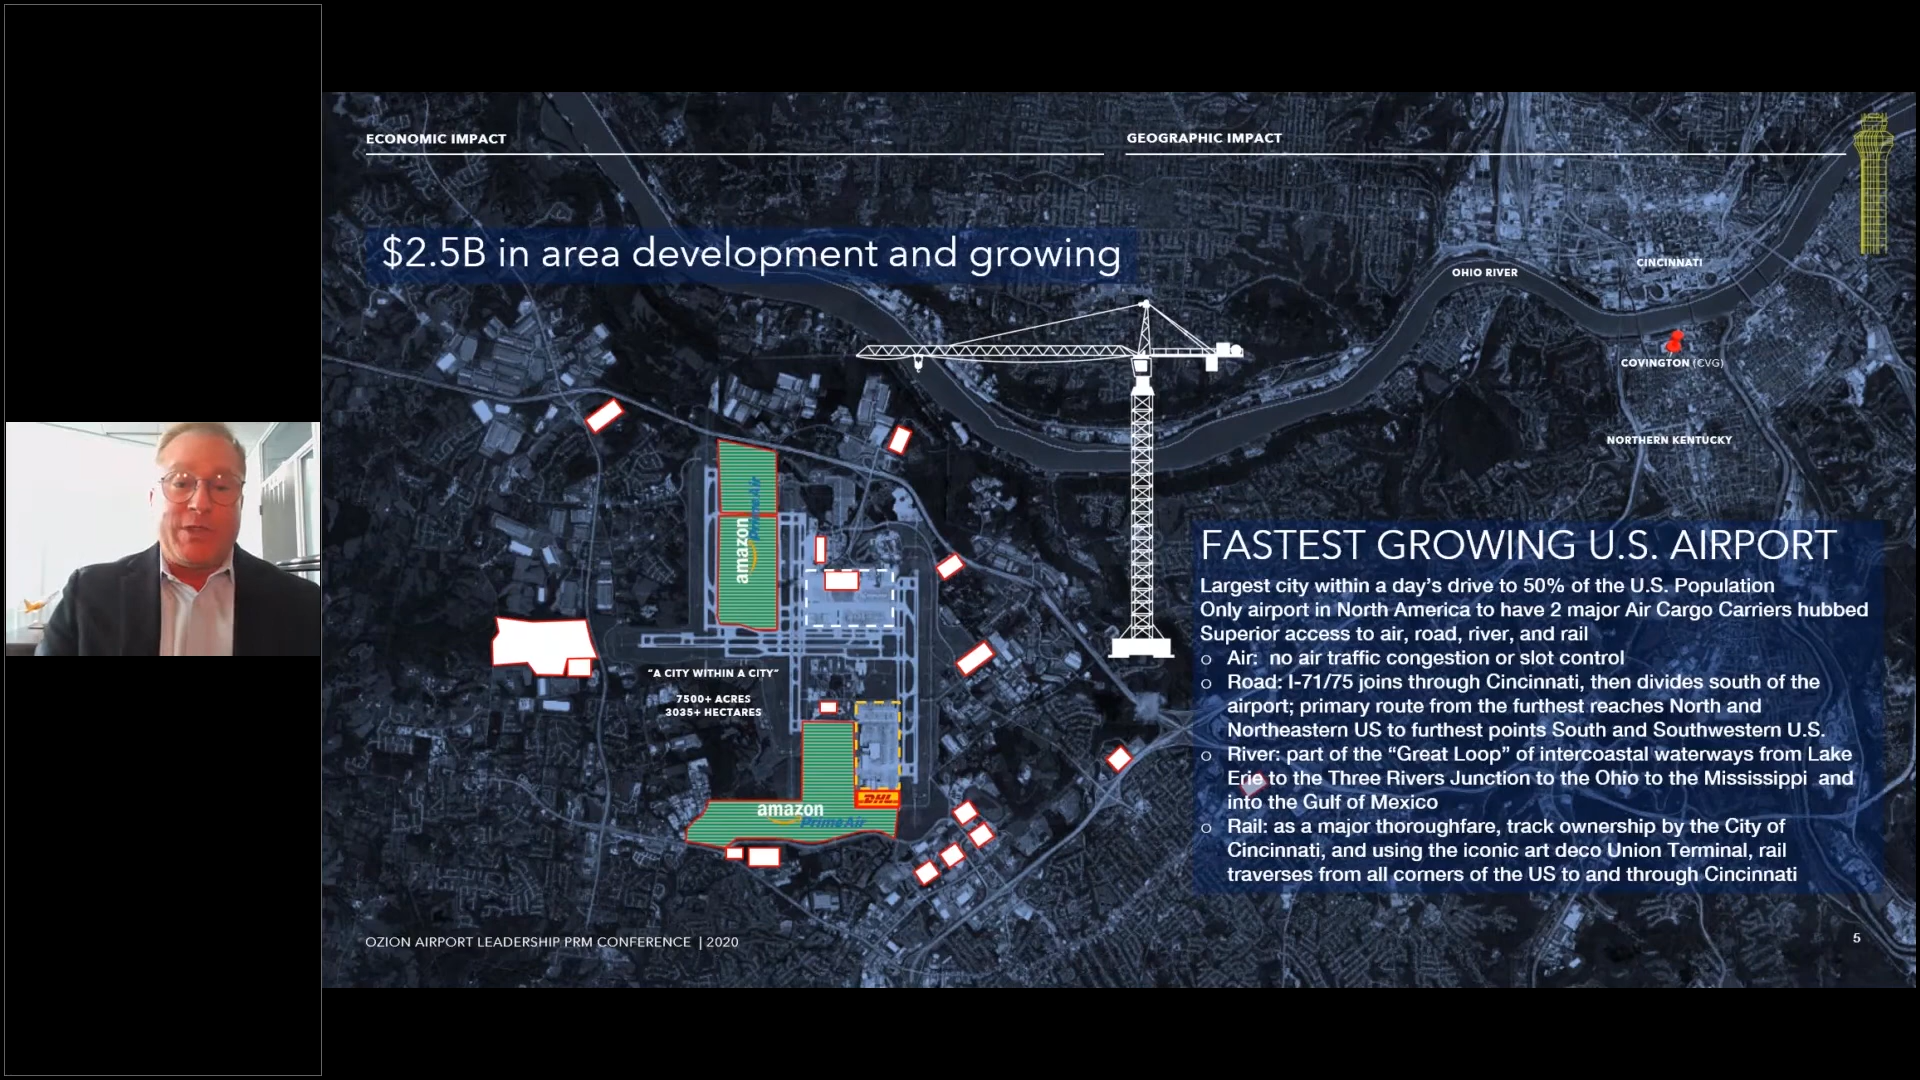 ECONOMIC IMPACT
GEOGRAPHIC IMPACT
$2.5B in area development and growing
CINCINNATI
OHIO RIVER
COVINGTON (CVG)
NORTHERN KENTUCKY
amazon
PrimeAir
"A CITY WITHIN A CITY"
7500+ ACRES
3035+ HECTARES
amazon
PrimeAir
DHL
FASTEST GROWING U.S. AIRPORT
Largest city within a day's drive to 50% of the U.S. Population
Only airport in North America to have 2 major Air Cargo Carriers hubbed
Superior access to air, road, river, and rail
o Air: no air traffic congestion or slot control
o Road: I-71/75 joins through Cincinnati, then divides south of the
airport; primary route from the furthest reaches North and
Northeastern US to furthest points South and Southwestern U.S.
o River: part of the “Great Loop” of intercoastal waterways from Lake
Erie to the Three Rivers Junction to the Ohio to the Mississippi and
into the Gulf of Mexico
o Rail: as a major thoroughfare, track ownership by the City of
Cincinnati, and using the iconic art deco Union Terminal, rail
traverses from all corners of the US to and through Cincinnati
OZION AIRPORT LEADERSHIP PRM CONFERENCE | 2020
5